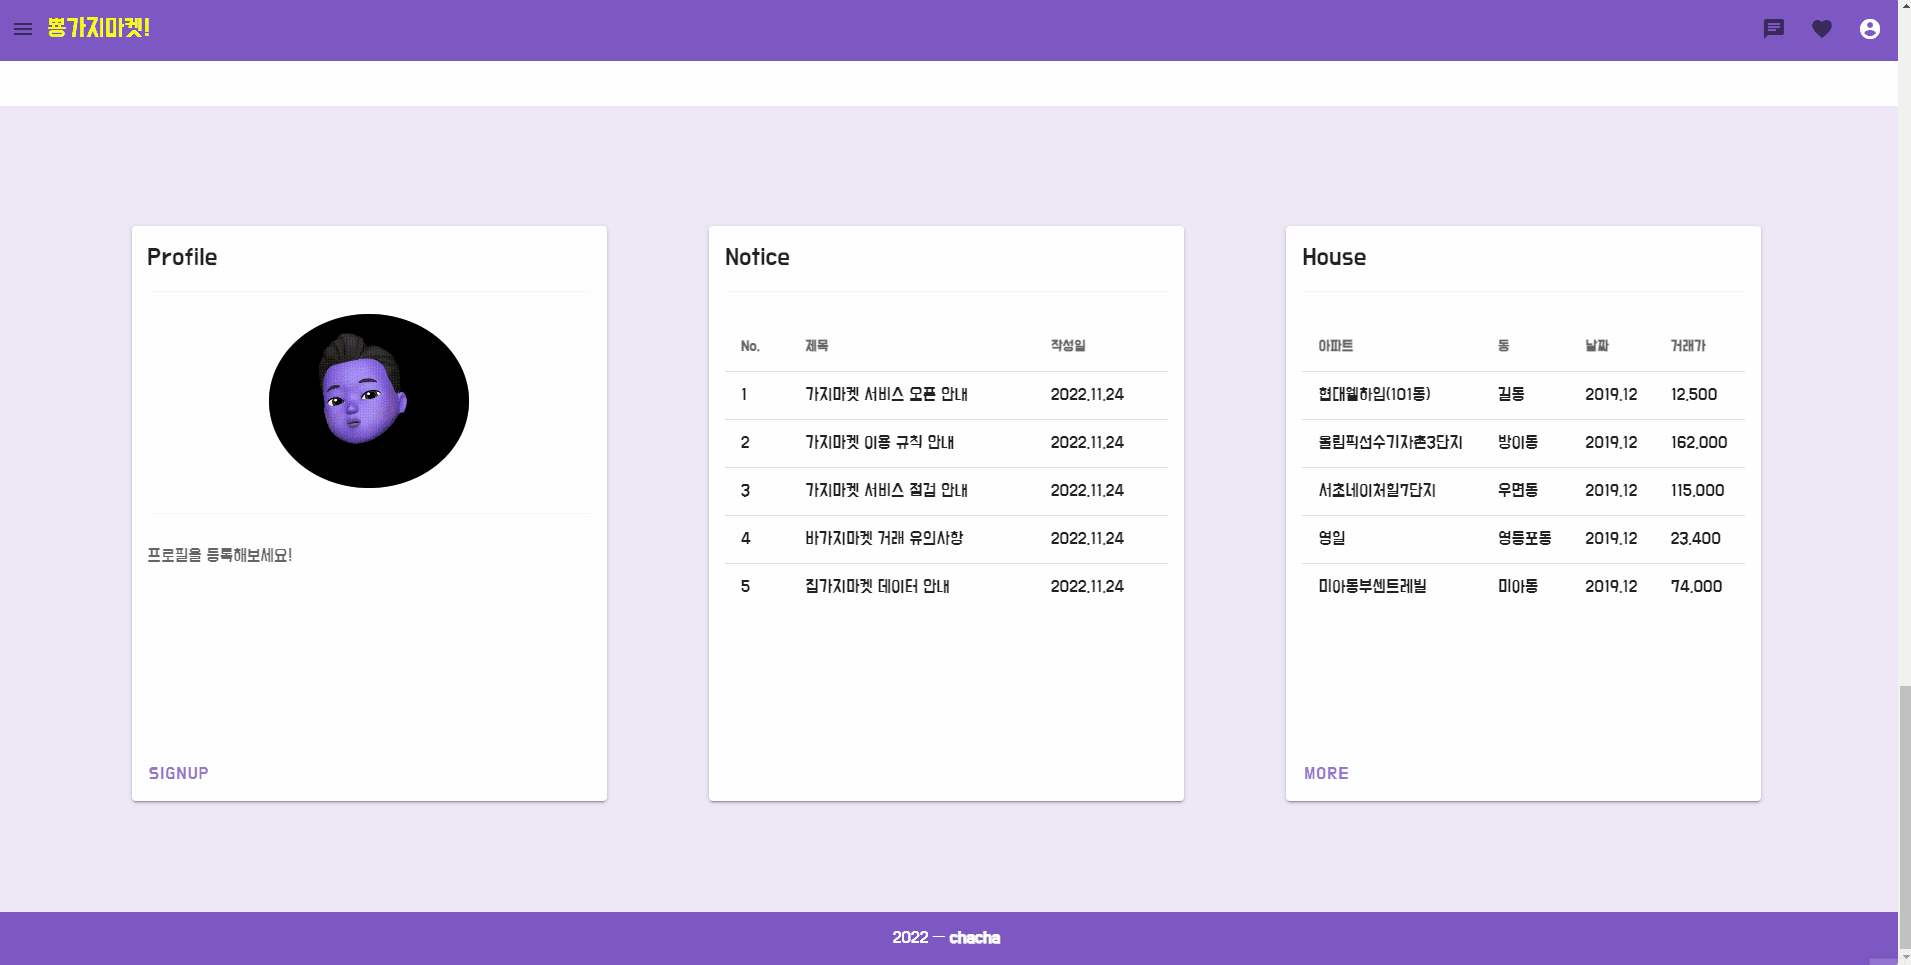 뿅가지마켓!
Profile
프로필을 등록해보세요!
SIGNUP
Notice
No. 제목 작성일
1 가지마켓 서비스 오픈 안내 2022.11.24
2 가지마켓 이용 규칙 안내 2022.11.24
3 가지마켓 서비스 점검 안내 2022.11.24
4 바가지마켓 거래 유의사항 2022.11.24
5 집가지마켓 데이터 안내 2022.11.24
House
아파트 동 날짜 거래가
현대웰하임(101동) 길동 2019.12 12,500
올림픽선수기자촌3단지 방이동 2019.12 162,000
서초네이처힐7단지 우면동 2019.12 115,000
영일 영등포동 2019.12 23,400
미아동부센트레빌 미아동 2019.12 74,000
MORE
2022 — chacha